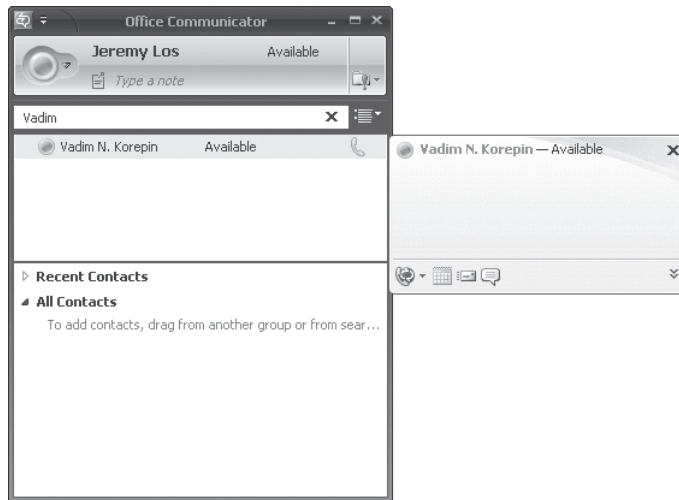 Office Communicator
Jeremy Los Available
Type a note
Vadim
Vadim N. Korepin Available
Vadim N. Korepin — Available
Recent Contacts
All Contacts
To add contacts, drag from another group or from sear...